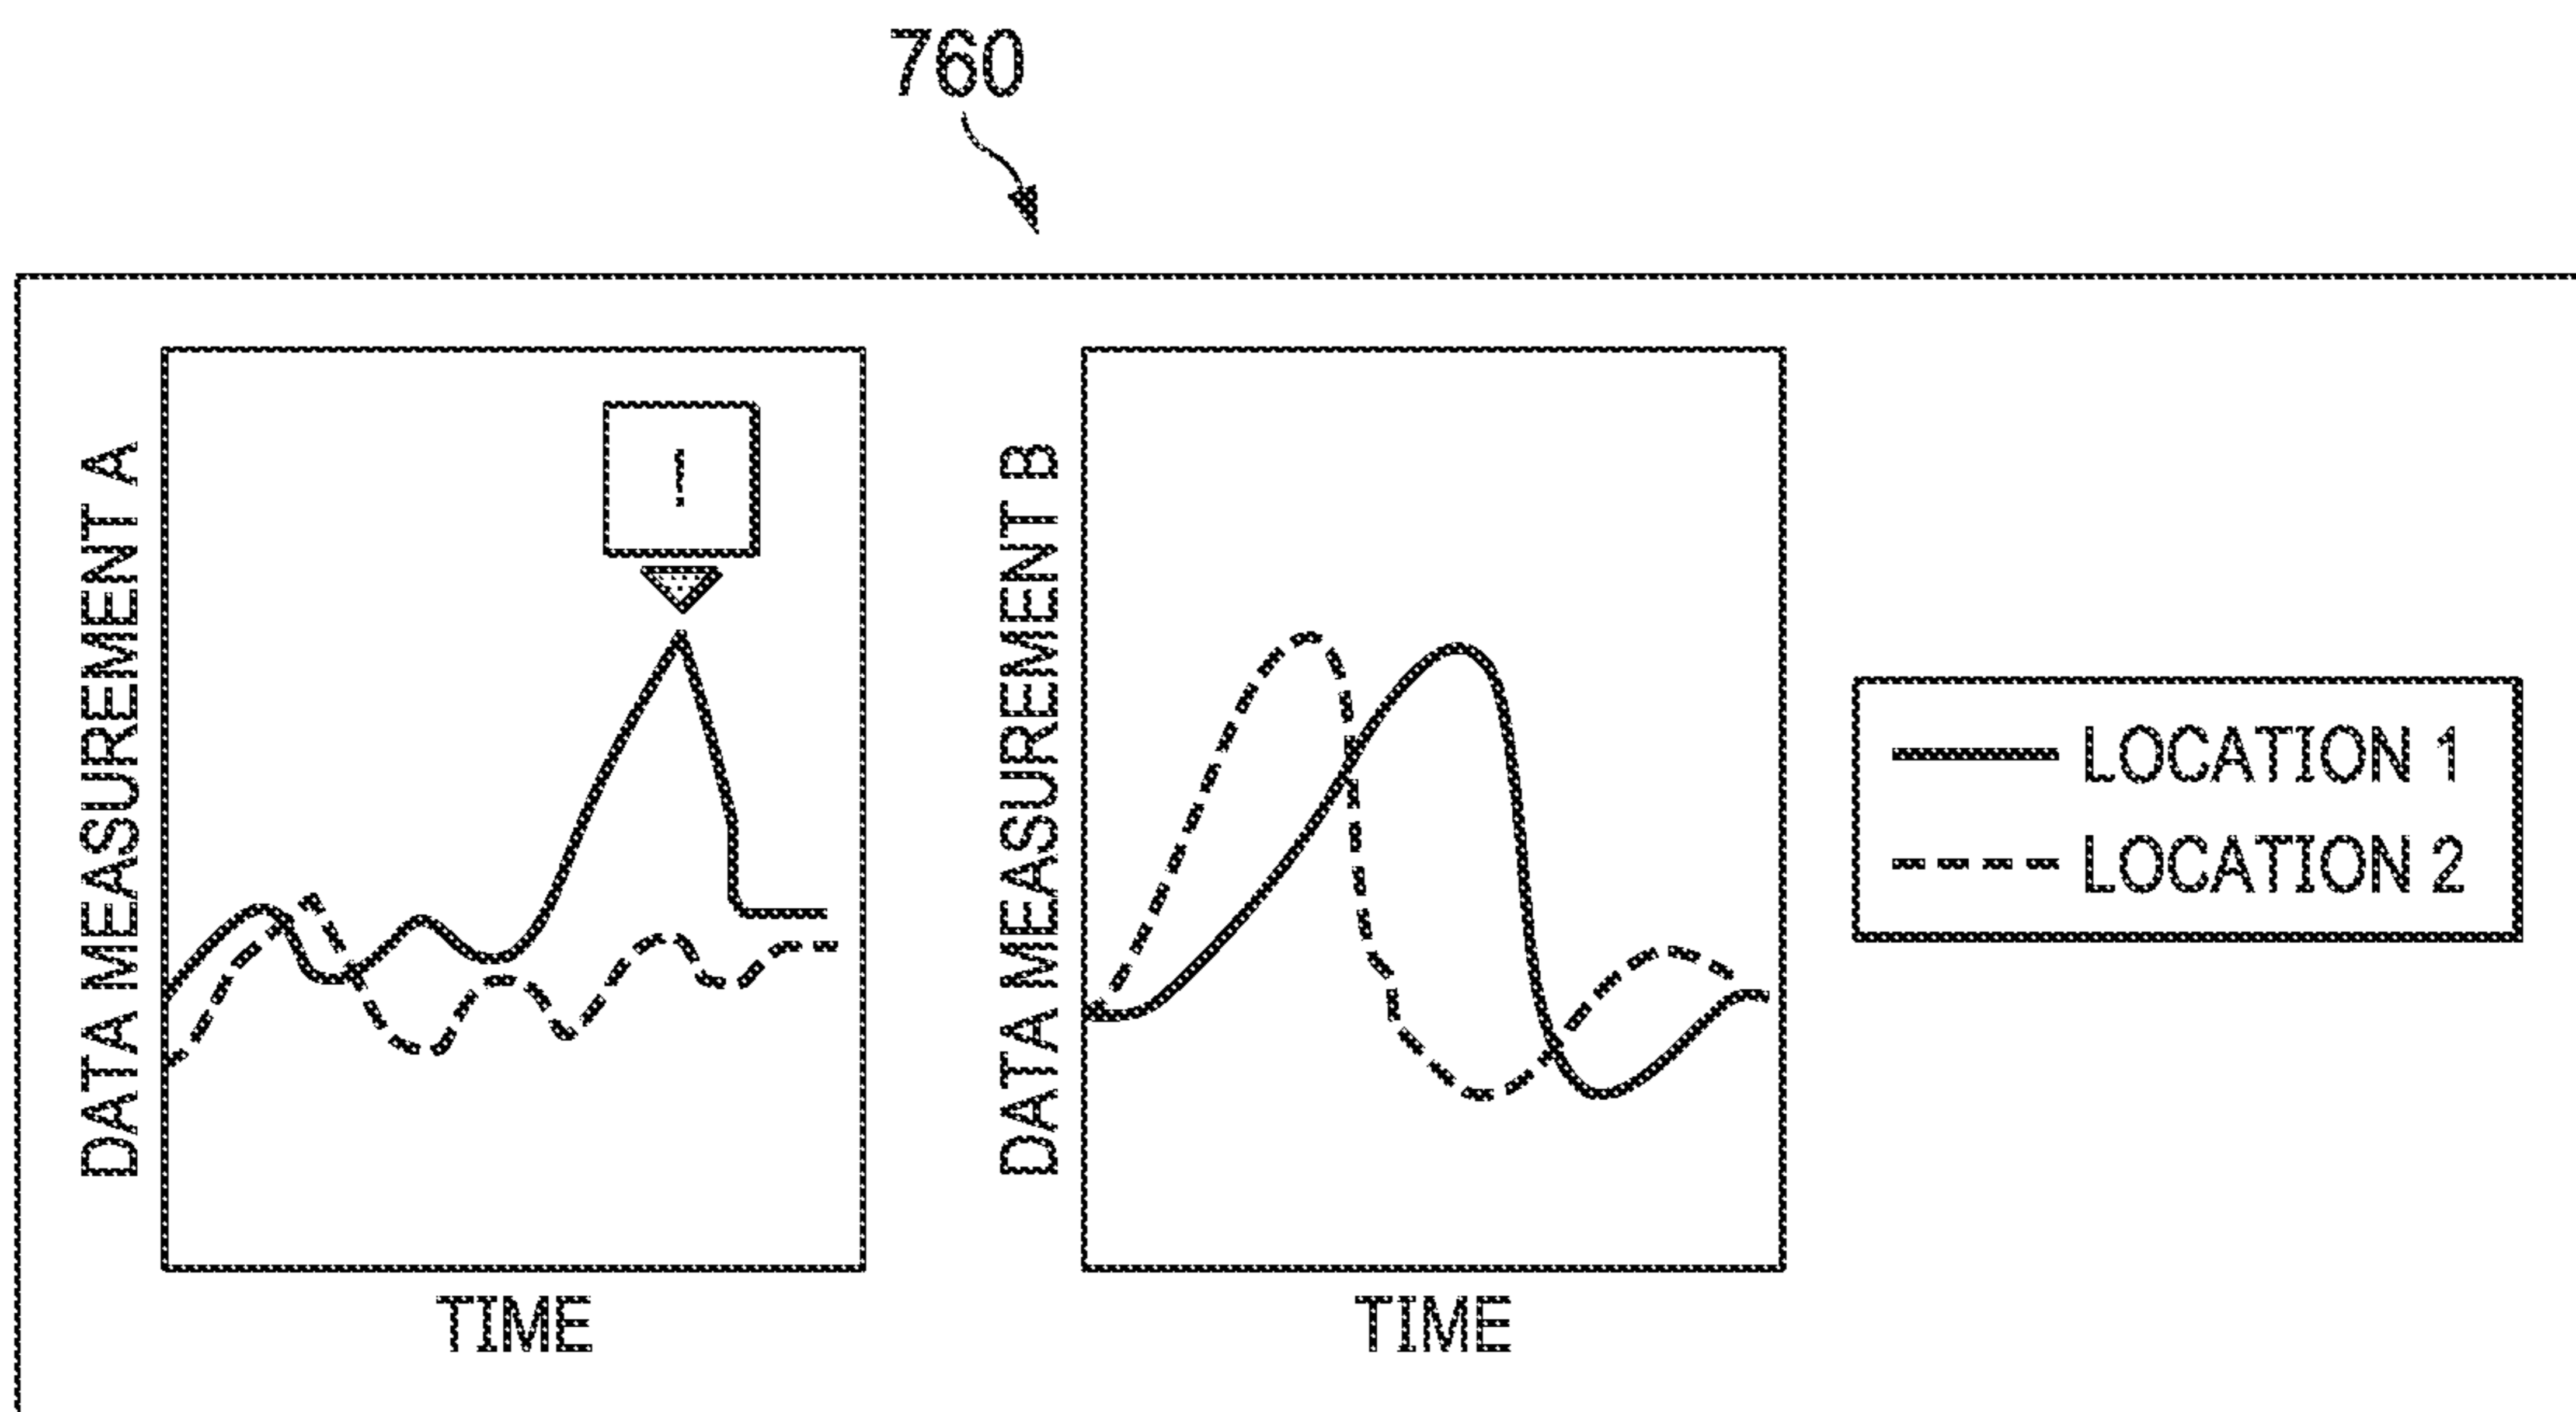 760
DATA MEASUREMENT A
!
TIME
DATA MEASUREMENT B
TIME
LOCATION 1
LOCATION 2